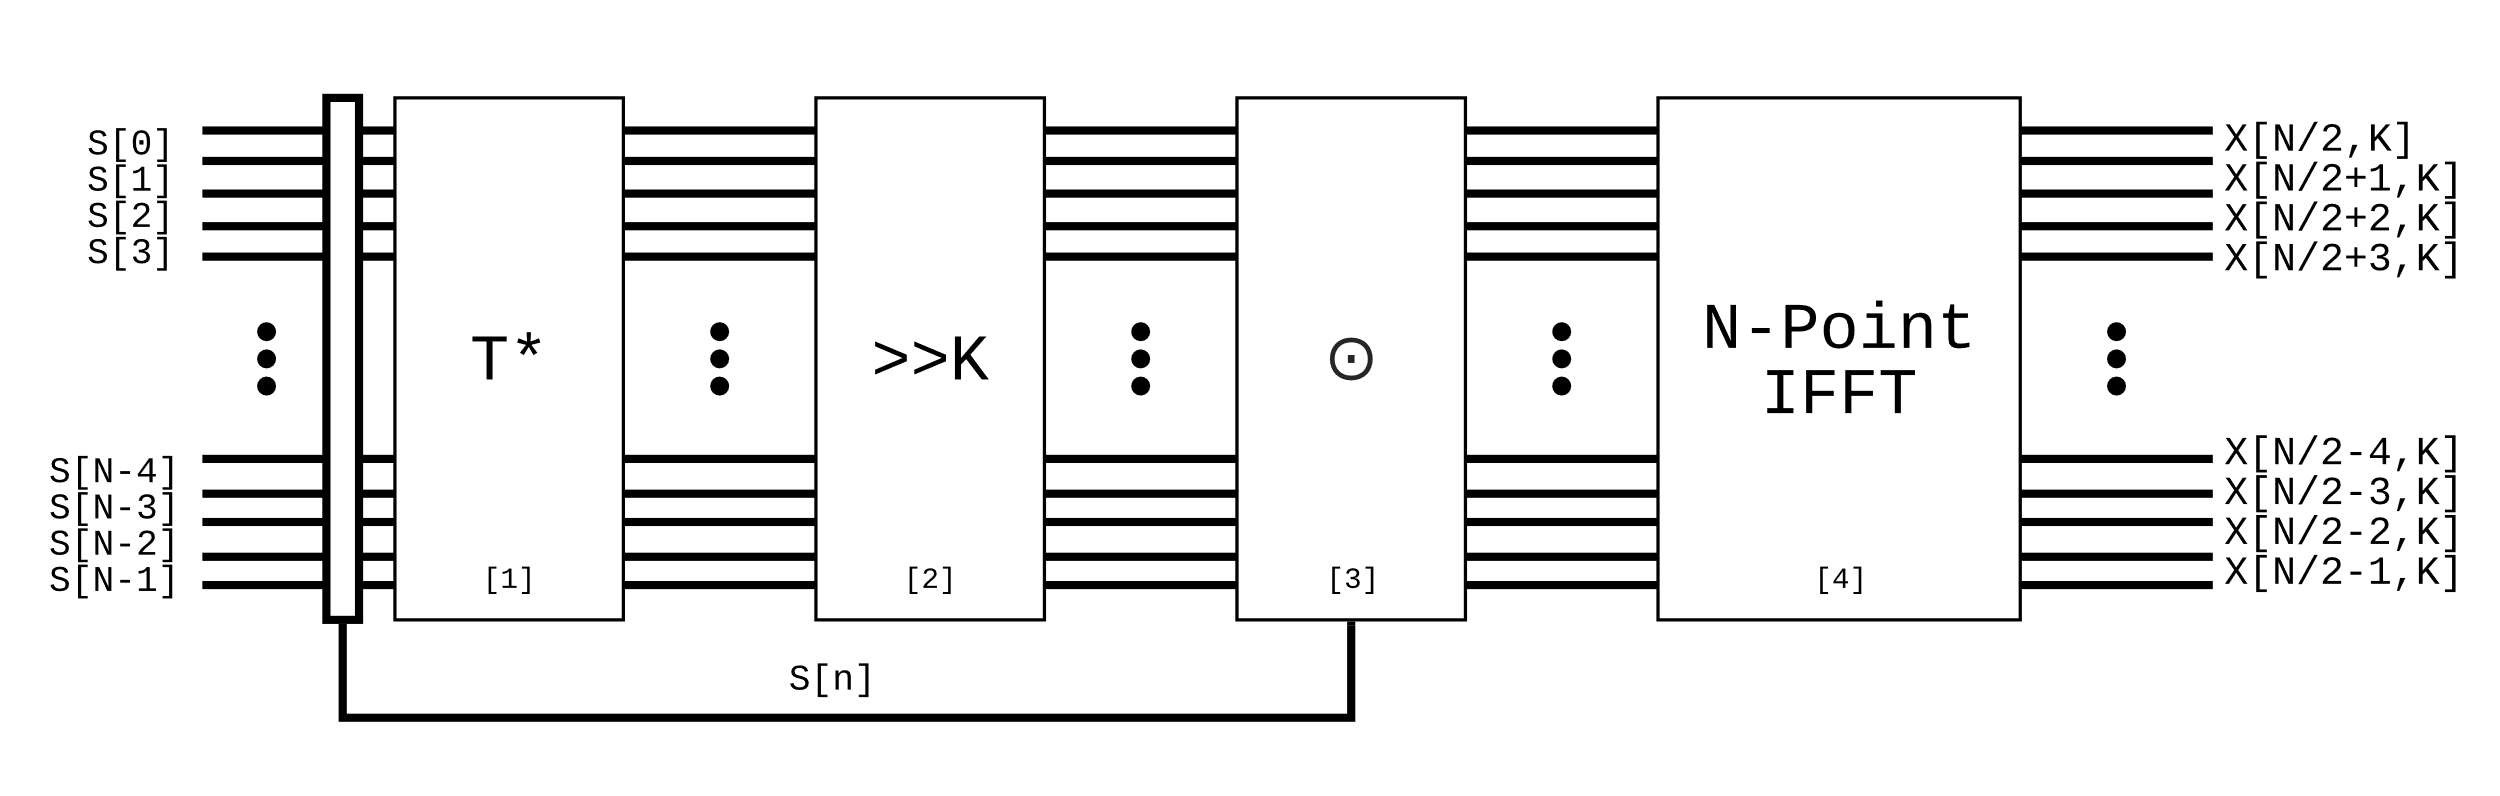 S[0]
S[1]
S[2]
S[3]
S[N-4]
S[N-3]
S[N-2]
S[N-1]
T*
[1]
>>K
[2]
⊙
[3]
N-Point
IFFT
[4]
X[N/2,K]
X[N/2+1,K]
X[N/2+2,K]
X[N/2+3,K]
X[N/2-4,K]
X[N/2-3,K]
X[N/2-2,K]
X[N/2-1,K]
S[n]